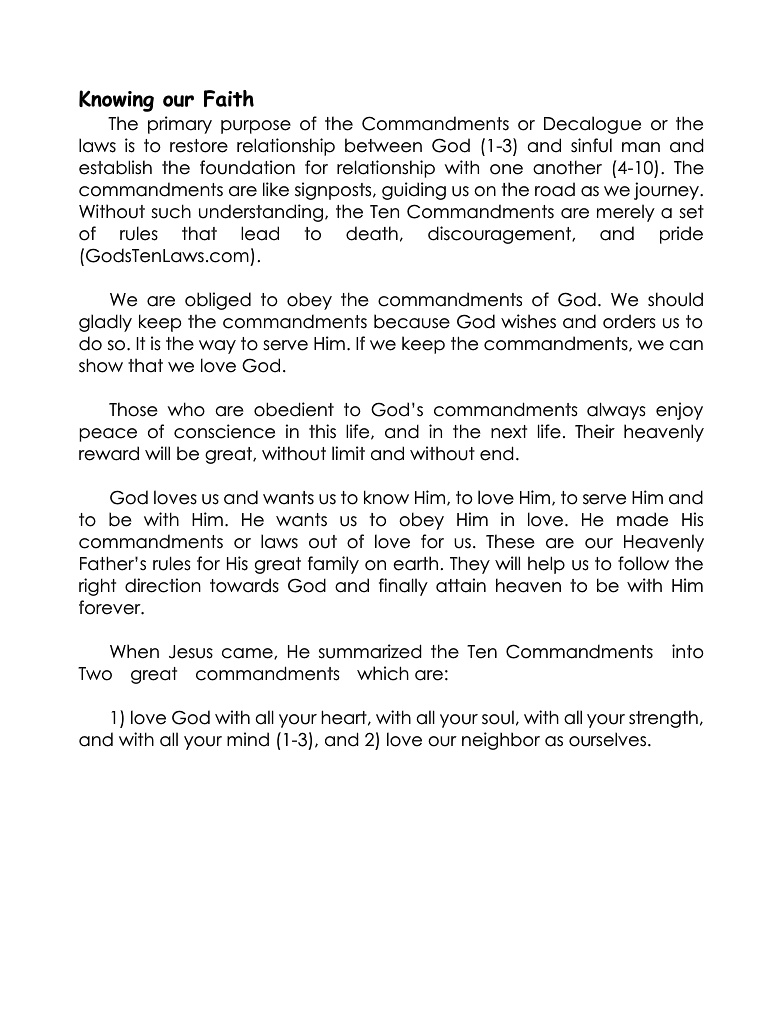 Knowing our Faith
The primary purpose of the Commandments or Decalogue or the
laws is to restore relationship between God (1-3) and sinful man and
establish the foundation for relationship with one another (4-10). The
commandments are like signposts, guiding us on the road as we journey.
Without such understanding, the Ten Commandments are merely a set
of rules that lead to death, discouragement, and pride
(GodsTenLaws.com).
We are obliged to obey the commandments of God. We should
gladly keep the commandments because God wishes and orders us to
do so. It is the way to serve Him. If we keep the commandments, we can
show that we love God.
Those who are obedient to God’s commandments always enjoy
peace of conscience in this life, and in the next life. Their heavenly
reward will be great, without limit and without end.
God loves us and wants us to know Him, to love Him, to serve Him and
to be with Him. He wants us to obey Him in love. He made His
commandments or laws out of love for us. These are our Heavenly
Father’s rules for His great family on earth. They will help us to follow the
right direction towards God and finally attain heaven to be with Him
forever.
When Jesus came, He summarized the Ten Commandments into
Two great commandments which are:
1) love God with all your heart, with all your soul, with all your strength,
and with all your mind (1-3), and 2) love our neighbor as ourselves.